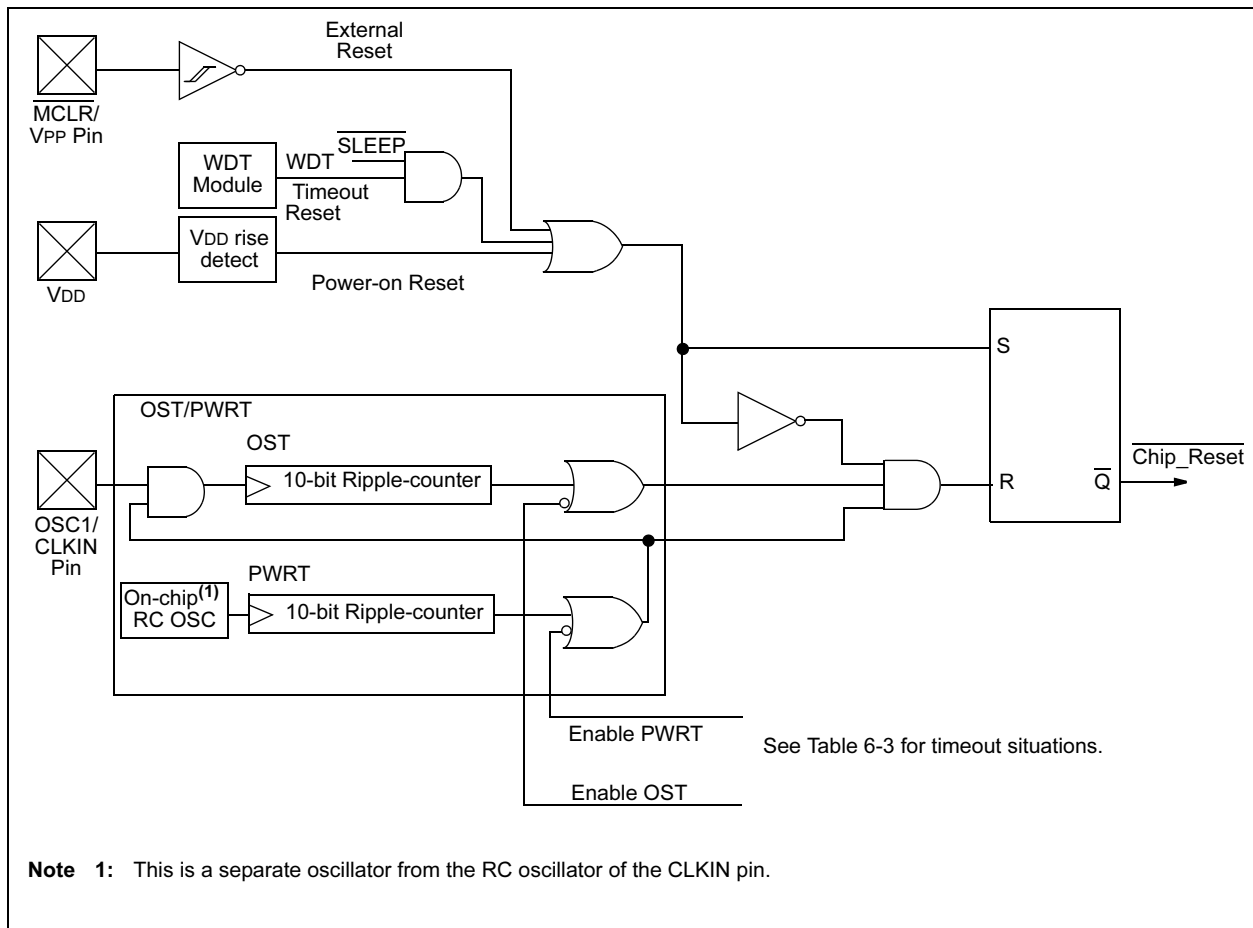 External
Reset
M̅C̅L̅R̅/
VPP Pin
S̅L̅E̅E̅P̅
WDT
Module
WDT
Timeout
Reset
VDD rise
detect
VDD
Power-on Reset
S
OST/PWRT
OST
10-bit Ripple-counter
OSC1/
CLKIN
Pin
R
Q̅
C̅h̅i̅p̅_̅R̅e̅s̅e̅t̅
PWRT
On-chip(1)
RC OSC
10-bit Ripple-counter
Enable PWRT
See Table 6-3 for timeout situations.
Enable OST
Note 1: This is a separate oscillator from the RC oscillator of the CLKIN pin.